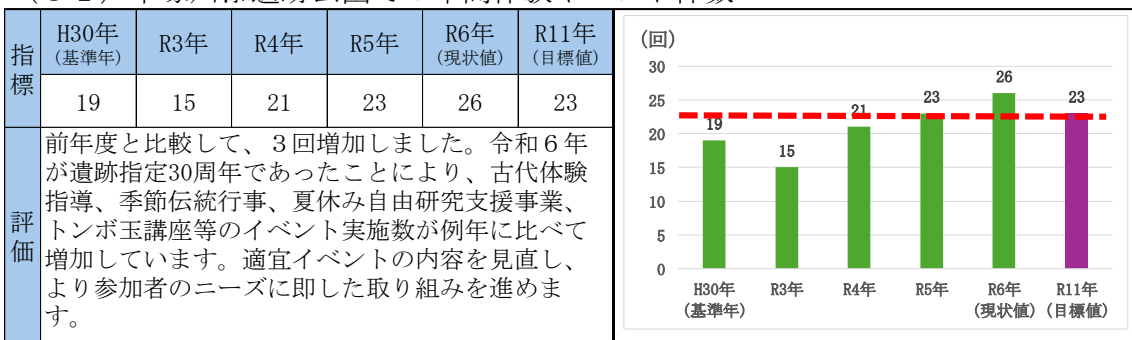 指標
H30年 R3年 R4年 R5年 R6年 R11年
(基準年) (現状値) (目標値)
19 15 21 23 26 23
評価
前年度と比較して、３回増加しました。令和６年
が遺跡指定30周年であったことにより、古代体験
指導、季節伝統行事、夏休み自由研究支援事業、
トンボ玉講座等のイベント実施数が例年に比べて
増加しています。適宜イベントの内容を見直し、
より参加者のニーズに即した取り組みを進めま
す。
(回)
30
25
20
15
10
5
0
19 15 21 23 26 23
H30年 R3年 R4年 R5年 R6年 R11年
(基準年) (現状値) (目標値)